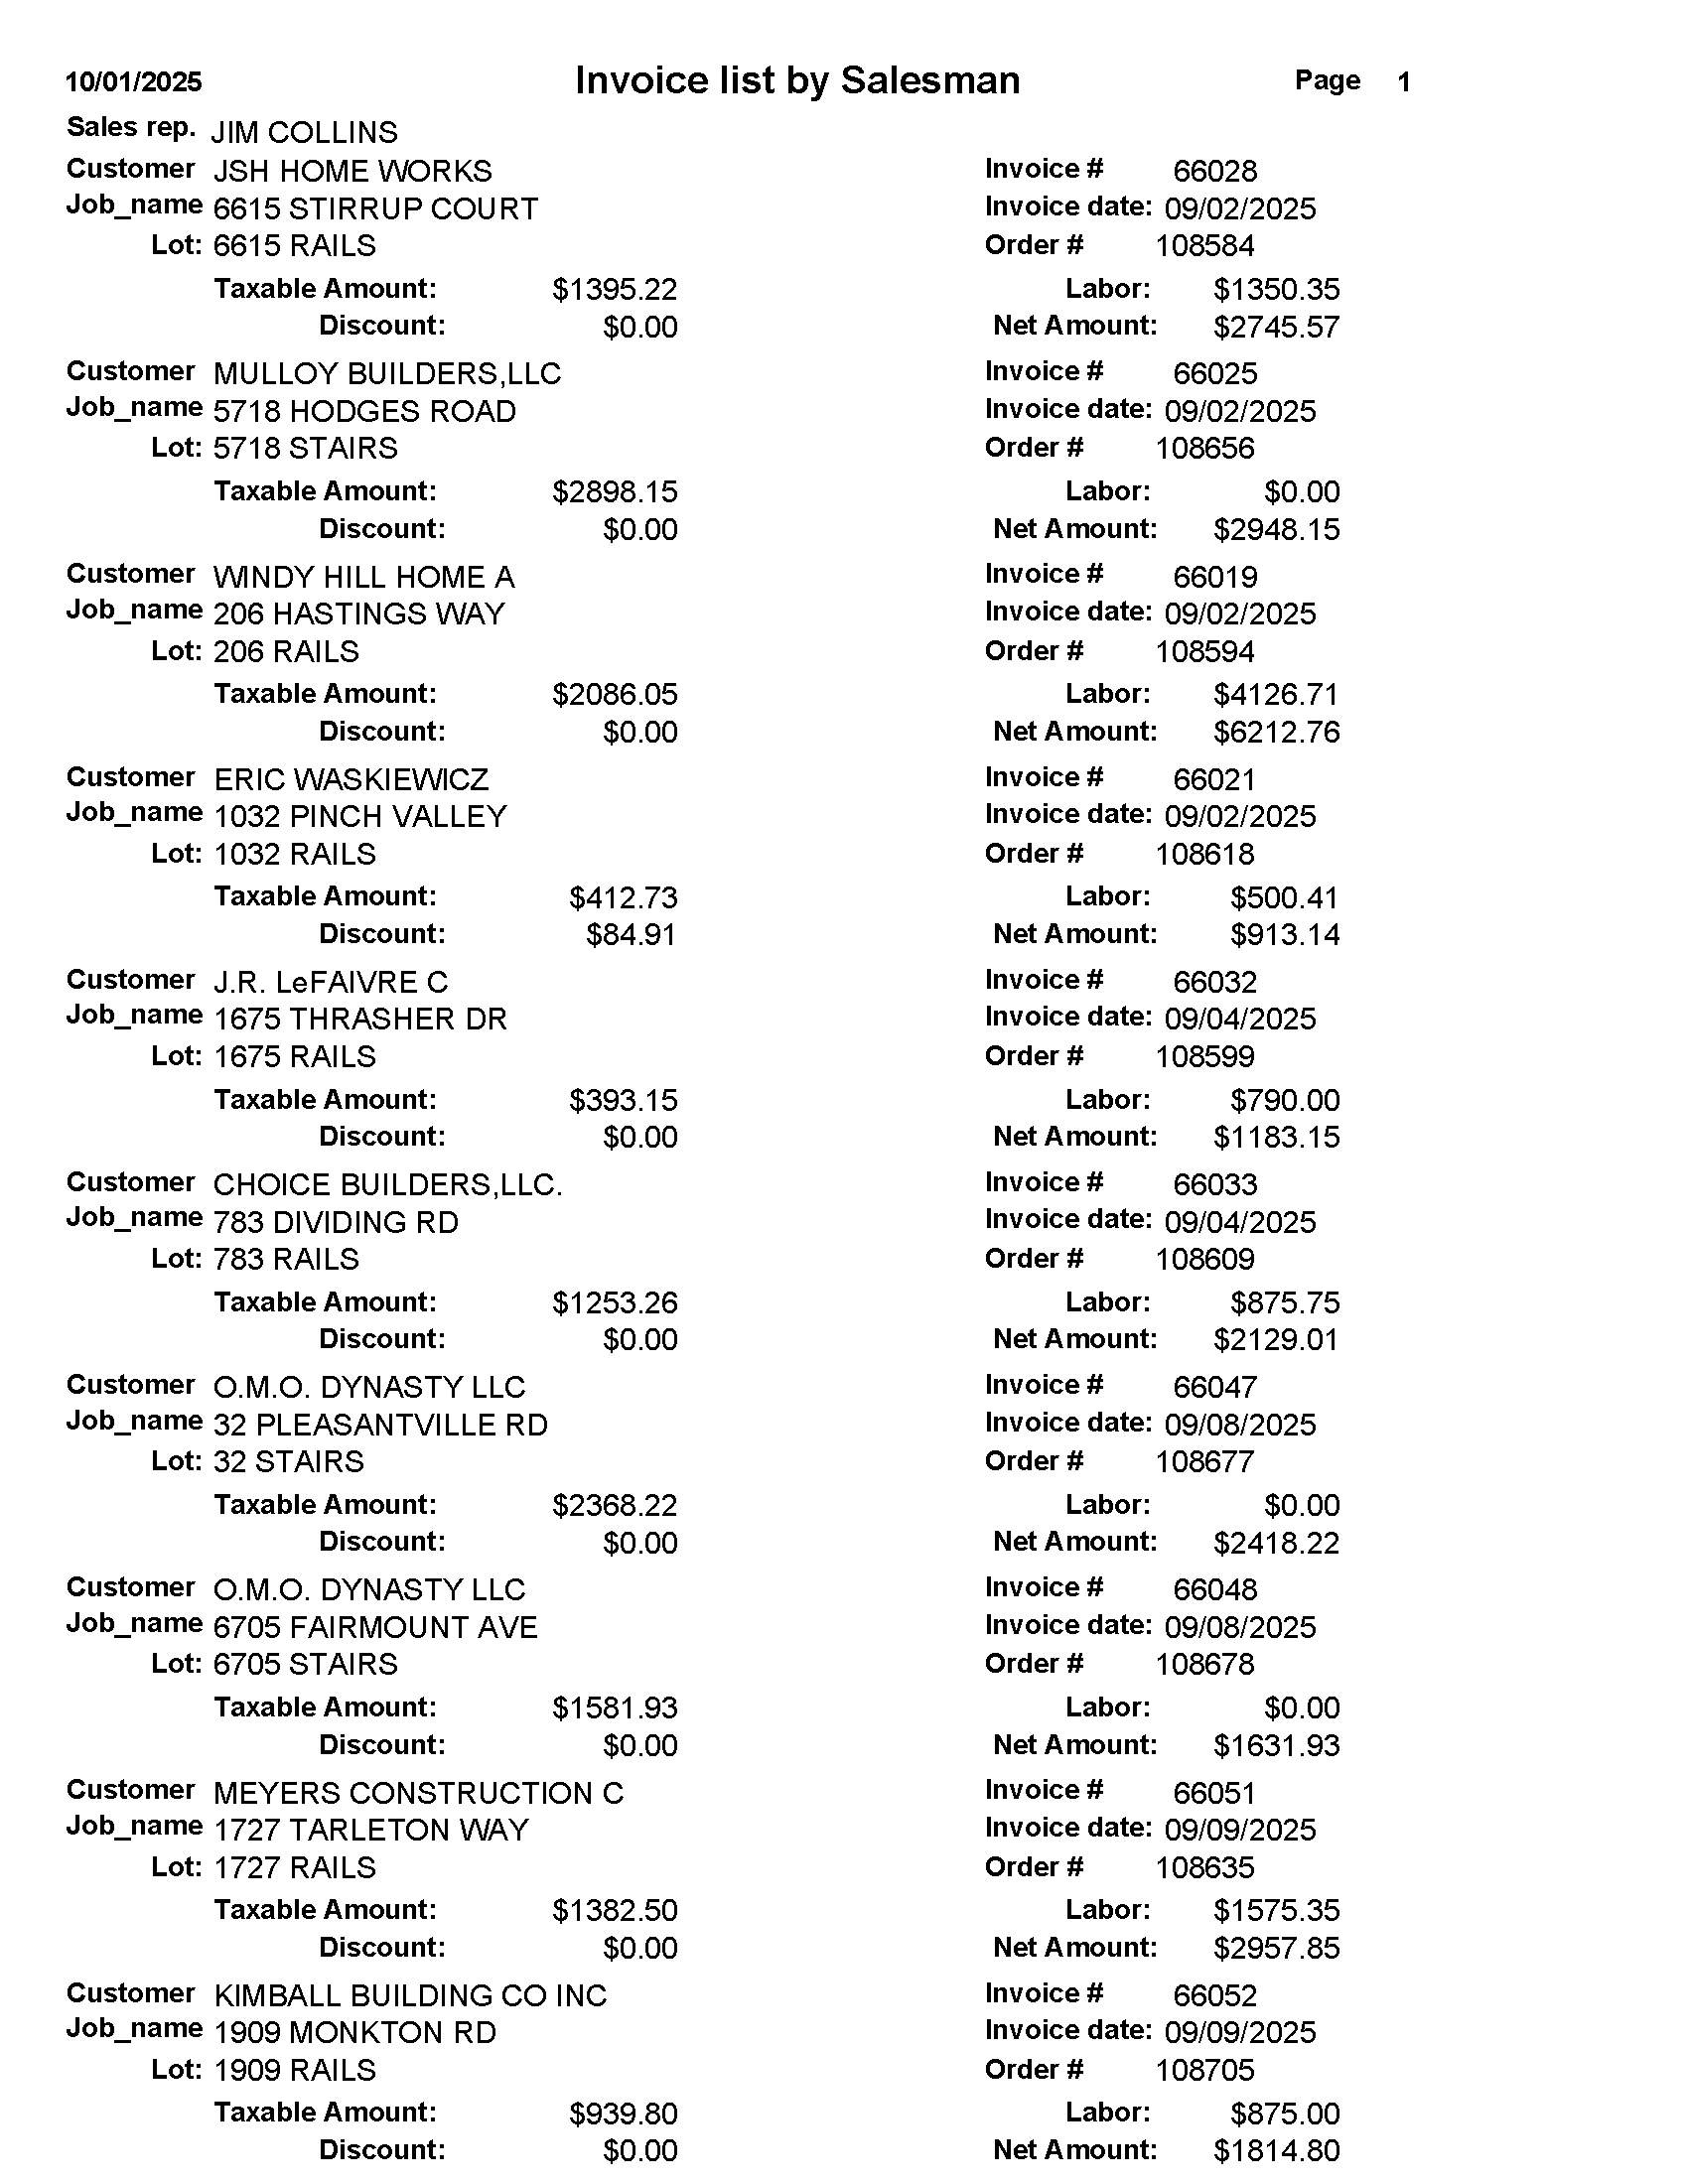 10/01/2025 Invoice list by Salesman Page 1
Sales rep. JIM COLLINS
Customer JSH HOME WORKS Invoice # 66028
Job_name 6615 STIRRUP COURT Invoice date: 09/02/2025
Lot: 6615 RAILS Order # 108584
Taxable Amount: $1395.22 Labor: $1350.35
Discount: $0.00 Net Amount: $2745.57
Customer MULLOY BUILDERS,LLC Invoice # 66025
Job_name 5718 HODGES ROAD Invoice date: 09/02/2025
Lot: 5718 STAIRS Order # 108656
Taxable Amount: $2898.15 Labor: $0.00
Discount: $0.00 Net Amount: $2948.15
Customer WINDY HILL HOME A Invoice # 66019
Job_name 206 HASTINGS WAY Invoice date: 09/02/2025
Lot: 206 RAILS Order # 108594
Taxable Amount: $2086.05 Labor: $4126.71
Discount: $0.00 Net Amount: $6212.76
Customer ERIC WASKIEWICZ Invoice # 66021
Job_name 1032 PINCH VALLEY Invoice date: 09/02/2025
Lot: 1032 RAILS Order # 108618
Taxable Amount: $412.73 Labor: $500.41
Discount: $84.91 Net Amount: $913.14
Customer J.R. LeFAIVRE C Invoice # 66032
Job_name 1675 THRASHER DR Invoice date: 09/04/2025
Lot: 1675 RAILS Order # 108599
Taxable Amount: $393.15 Labor: $790.00
Discount: $0.00 Net Amount: $1183.15
Customer CHOICE BUILDERS,LLC. Invoice # 66033
Job_name 783 DIVIDING RD Invoice date: 09/04/2025
Lot: 783 RAILS Order # 108609
Taxable Amount: $1253.26 Labor: $875.75
Discount: $0.00 Net Amount: $2129.01
Customer O.M.O. DYNASTY LLC Invoice # 66047
Job_name 32 PLEASANTVILLE RD Invoice date: 09/08/2025
Lot: 32 STAIRS Order # 108677
Taxable Amount: $2368.22 Labor: $0.00
Discount: $0.00 Net Amount: $2418.22
Customer O.M.O. DYNASTY LLC Invoice # 66048
Job_name 6705 FAIRMOUNT AVE Invoice date: 09/08/2025
Lot: 6705 STAIRS Order # 108678
Taxable Amount: $1581.93 Labor: $0.00
Discount: $0.00 Net Amount: $1631.93
Customer MEYERS CONSTRUCTION C Invoice # 66051
Job_name 1727 TARLETON WAY Invoice date: 09/09/2025
Lot: 1727 RAILS Order # 108635
Taxable Amount: $1382.50 Labor: $1575.35
Discount: $0.00 Net Amount: $2957.85
Customer KIMBALL BUILDING CO INC Invoice # 66052
Job_name 1909 MONKTON RD Invoice date: 09/09/2025
Lot: 1909 RAILS Order # 108705
Taxable Amount: $939.80 Labor: $875.00
Discount: $0.00 Net Amount: $1814.80